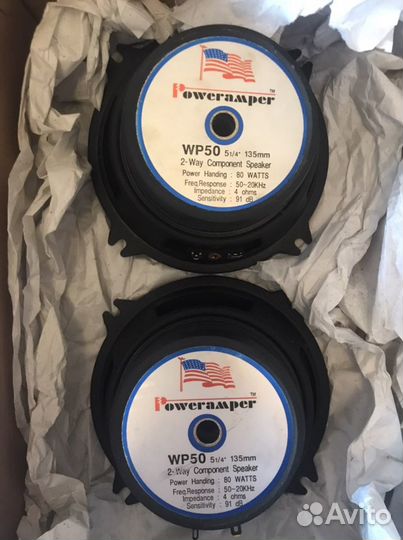 Poweramper TM
WP50 5 1/4" 135mm
2-Way Component Speaker
Power Handing : 80 WATTS
Freq.Response : 50-20KHz
Impedance : 4 ohms
Sensitivity : 91 dB
Poweramper TM
WP50 5 1/4" 135mm
2-Way Component Speaker
Power Handing : 80 WATTS
Freq.Response : 50-20KHz
Impedance : 4 ohms
Sensitivity : 91 dB
Avito